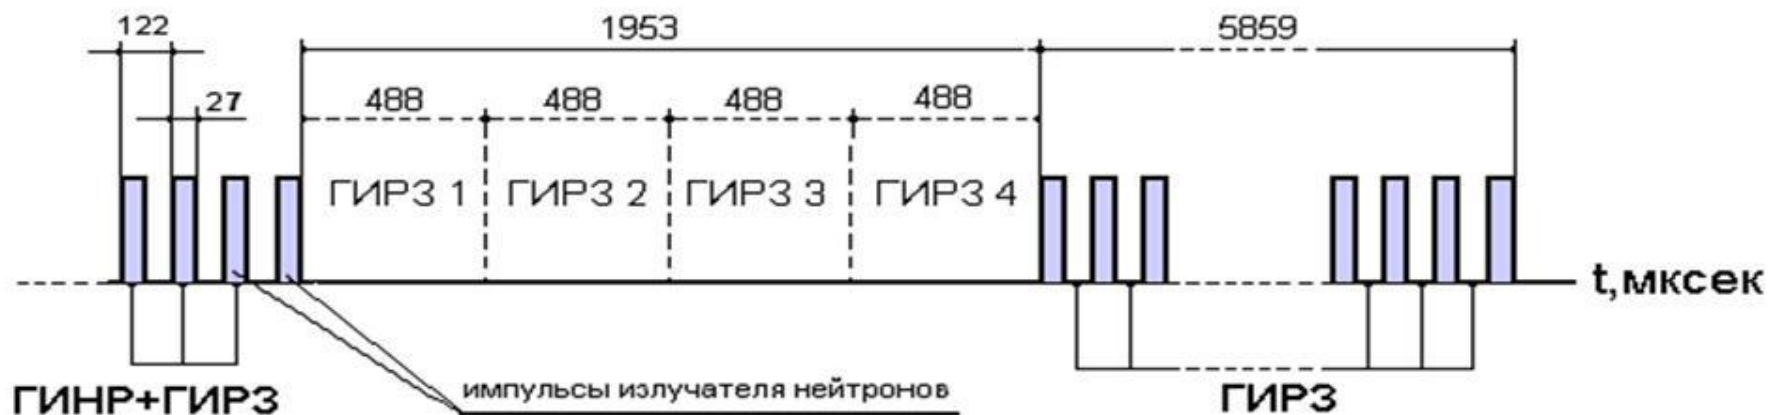 122
1953
5859
27
488
488
488
488
ГИРЗ 1
ГИРЗ 2
ГИРЗ 3
ГИРЗ 4
t,мксек
ГИНР+ГИРЗ
импульсы излучателя нейтронов
ГИРЗ